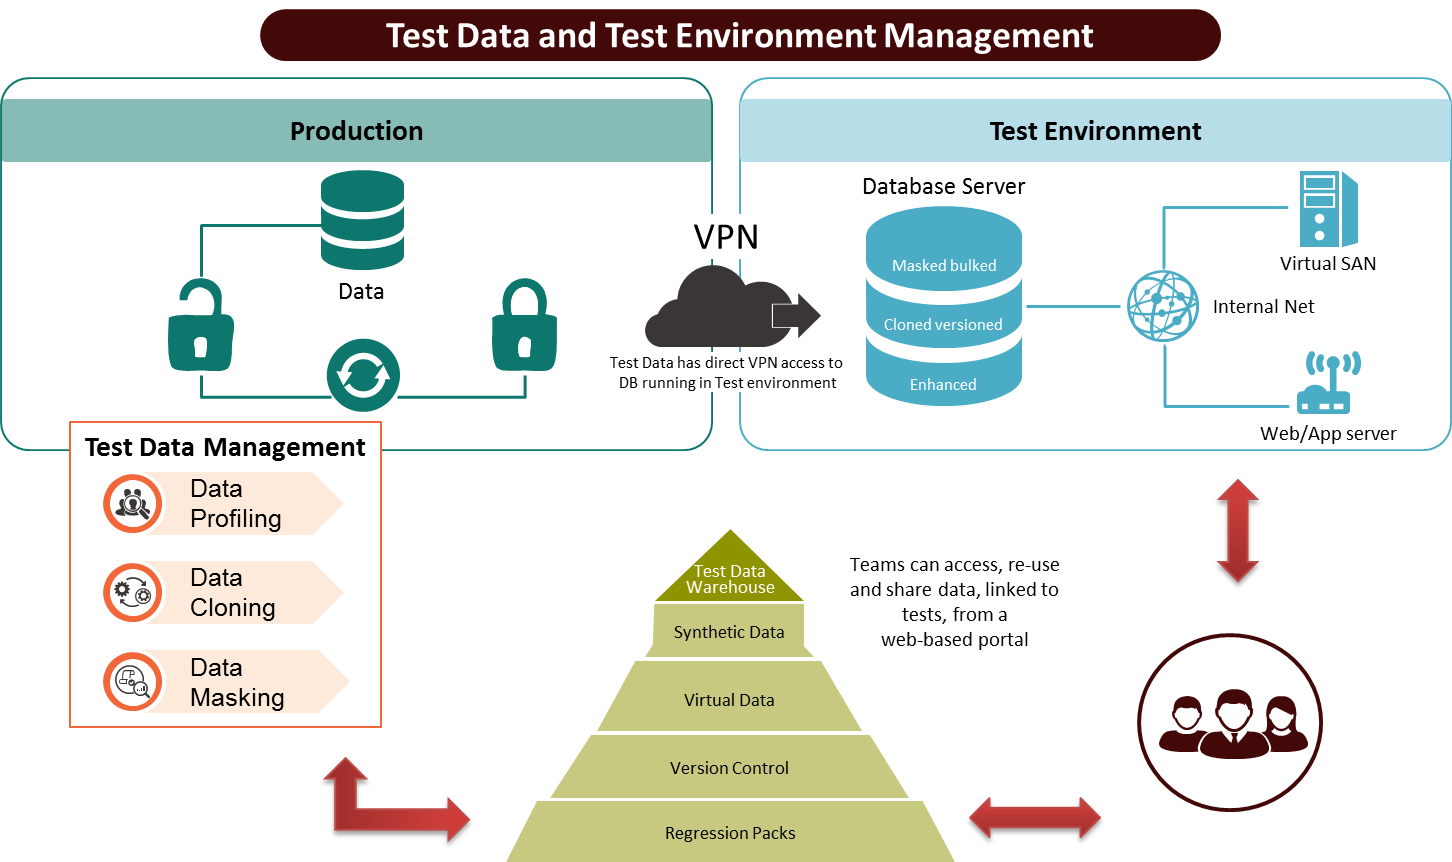 Test Data and Test Environment Management
Production
Data
VPN
Test Data has direct VPN access to
DB running in Test environment
Test Environment
Database Server
Masked bulked
Cloned versioned
Enhanced
Virtual SAN
Internal Net
Web/App server
Test Data Management
Data
Profiling
Data
Cloning
Data
Masking
Test Data
Warehouse
Synthetic Data
Virtual Data
Version Control
Regression Packs
Teams can access, re-use
and share data, linked to
tests, from a
web-based portal